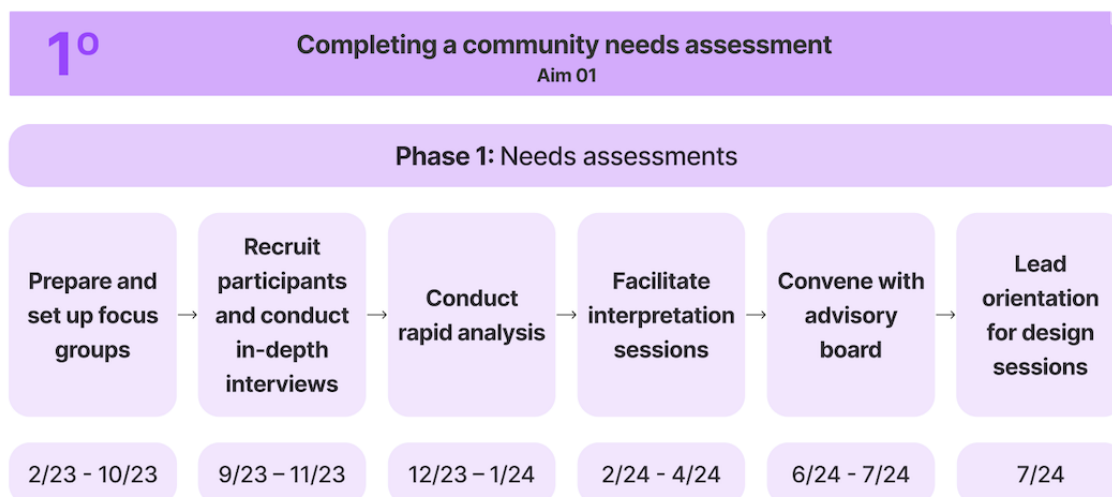 1º
Completing a community needs assessment
Aim 01
Phase 1: Needs assessments
Prepare and
set up focus
groups
Recruit
participants
and conduct
in-depth
interviews
Conduct
rapid analysis
Facilitate
interpretation
sessions
Convene with
advisory
board
Lead
orientation
for design
sessions
2/23 - 10/23
9/23 – 11/23
12/23 – 1/24
2/24 - 4/24
6/24 - 7/24
7/24